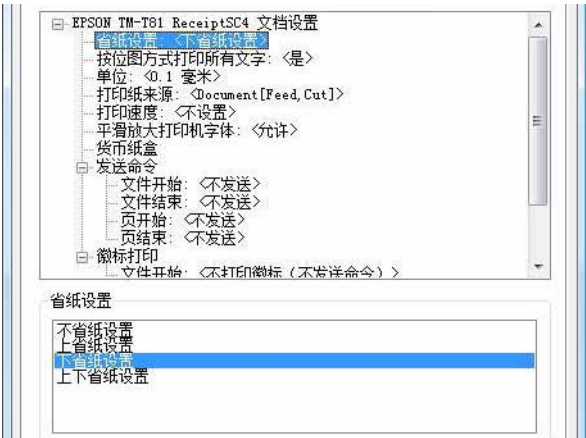 EPSON TM-T81 ReceiptSC4 文档设置
省纸设置: <下省纸设置>
按位图方式打印所有文字: <是>
单位: <0.1 毫米>
打印纸来源: <Document[Feed,Cut]>
打印速度: <不设置>
平滑放大打印机字体: <允许>
货币纸盒
发送命令
文件开始: <不发送>
文件结束: <不发送>
页开始: <不发送>
页结束: <不发送>
徽标打印
文件开始: <不打印徽标（不发送命令）>
省纸设置
不省纸设置
上省纸设置
下省纸设置
上下省纸设置